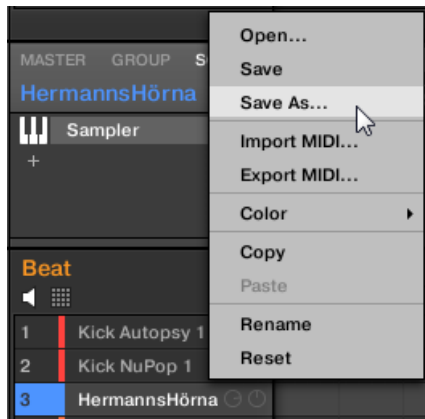 MASTER GROUP S
HermannsHörna
Sampler
+
Open...
Save
Save As...
Import MIDI...
Export MIDI...
Color
Copy
Paste
Rename
Reset
Beat
1 Kick Autopsy 1
2 Kick NuPop 1
3 HermannsHörna